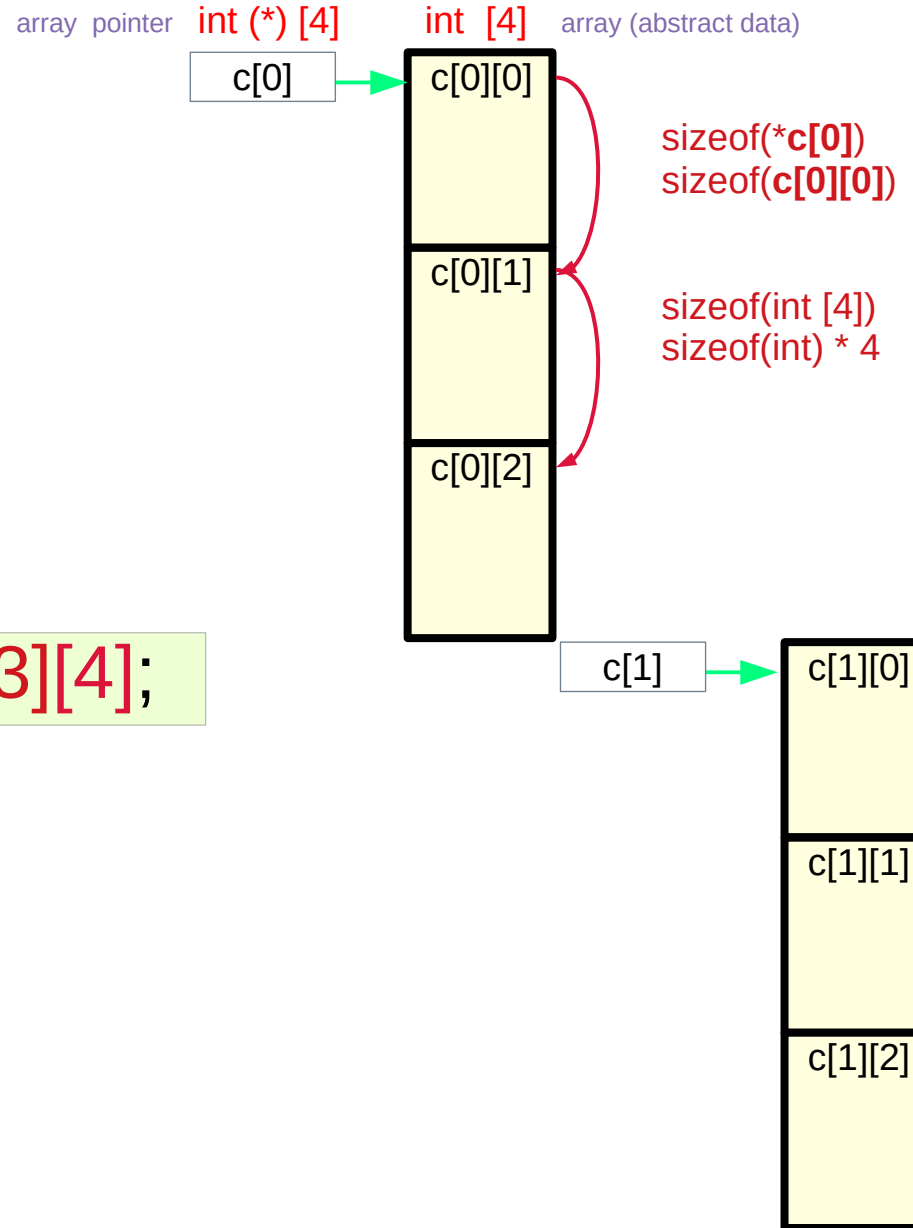 array pointer int (*) [4] int [4] array (abstract data)
c[0] c[0][0]
sizeof(*c[0])
sizeof(c[0][0])
c[0][1]
sizeof(int [4])
sizeof(int) * 4
c[0][2]
3][4];
c[1] c[1][0]
c[1][1]
c[1][2]